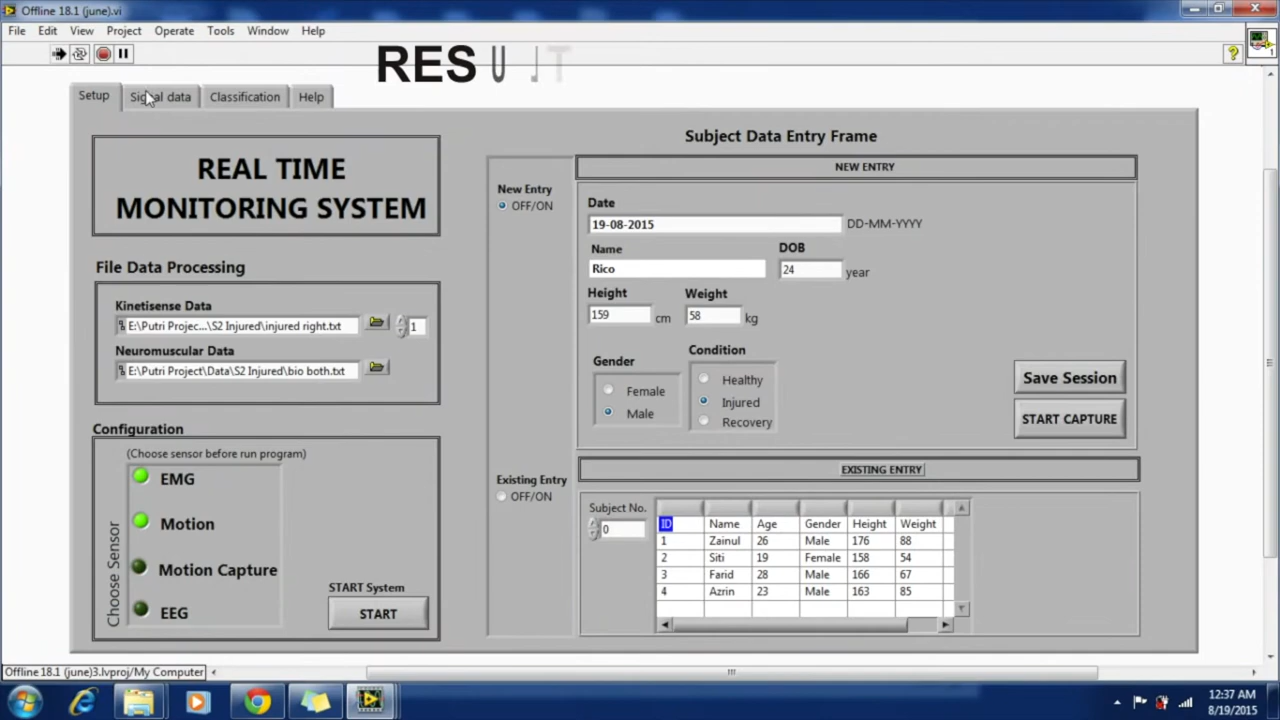 Offline 18.1 (june).vi
File Edit View Project Operate Tools Window Help
RESULT
Setup Signal data Classification Help
REAL TIME
MONITORING SYSTEM
File Data Processing
Kinetisense Data
E:\Putri Projec...\S2 Injured\injured right.txt 1
Neuromuscular Data
E:\Putri Project\Data\S2 Injured\bio both.txt
Configuration
(Choose sensor before run program)
Choose Sensor
EMG
Motion
Motion Capture
EEG
START System
START
Subject Data Entry Frame
New Entry
OFF/ON
NEW ENTRY
Date
19-08-2015 DD-MM-YYYY
Name DOB
Rico 24 year
Height Weight
159 cm 58 kg
Gender
Female
Male
Condition
Healthy
Injured
Recovery
Save Session
START CAPTURE
Existing Entry
OFF/ON
EXISTING ENTRY
Subject No.
0
ID Name Age Gender Height Weight
1 Zainul 26 Male 176 88
2 Siti 19 Female 158 54
3 Farid 28 Male 166 67
4 Azrin 23 Male 163 85
Offline 18.1 (june)3.lvproj/My Computer
12:37 AM
8/19/2015